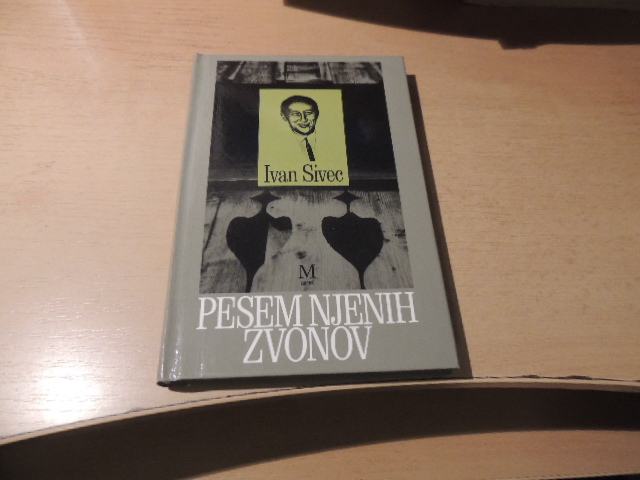 Ivan Sivec
M
PESEM NJENIH
ZVONOV